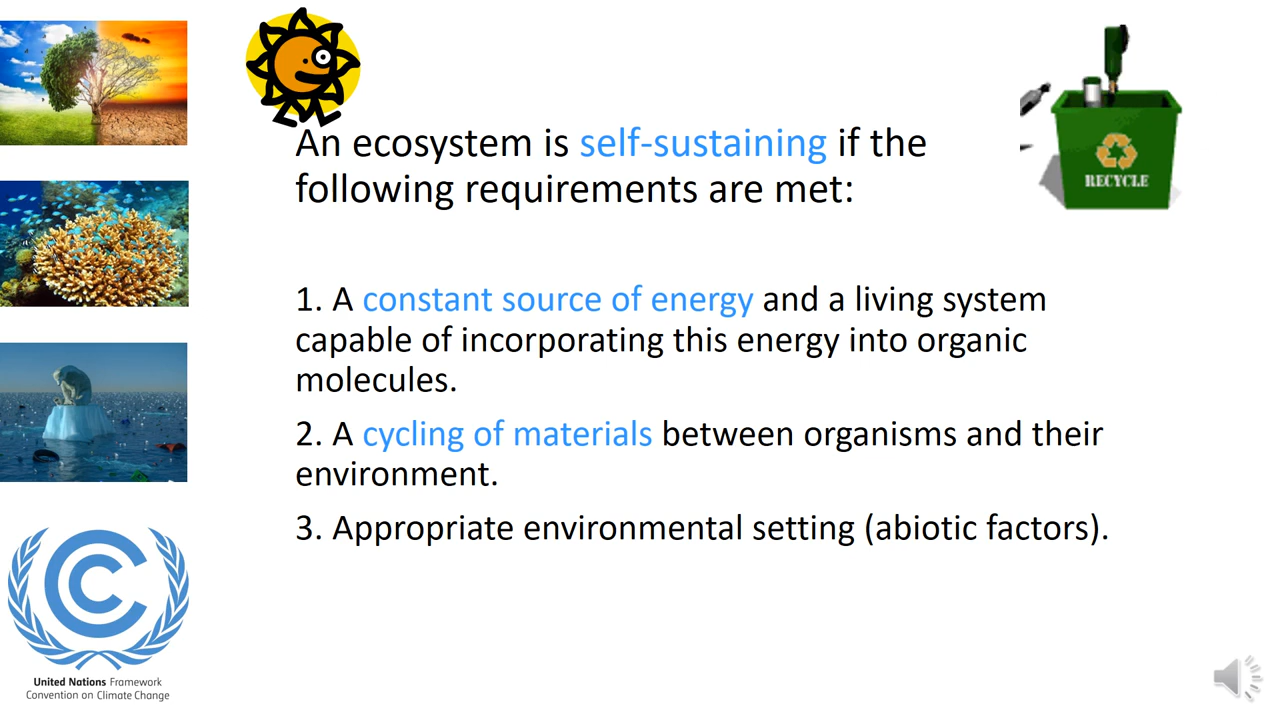 An ecosystem is self-sustaining if the
following requirements are met:
RECYCLE
1. A constant source of energy and a living system
capable of incorporating this energy into organic
molecules.
2. A cycling of materials between organisms and their
environment.
3. Appropriate environmental setting (abiotic factors).
United Nations Framework
Convention on Climate Change